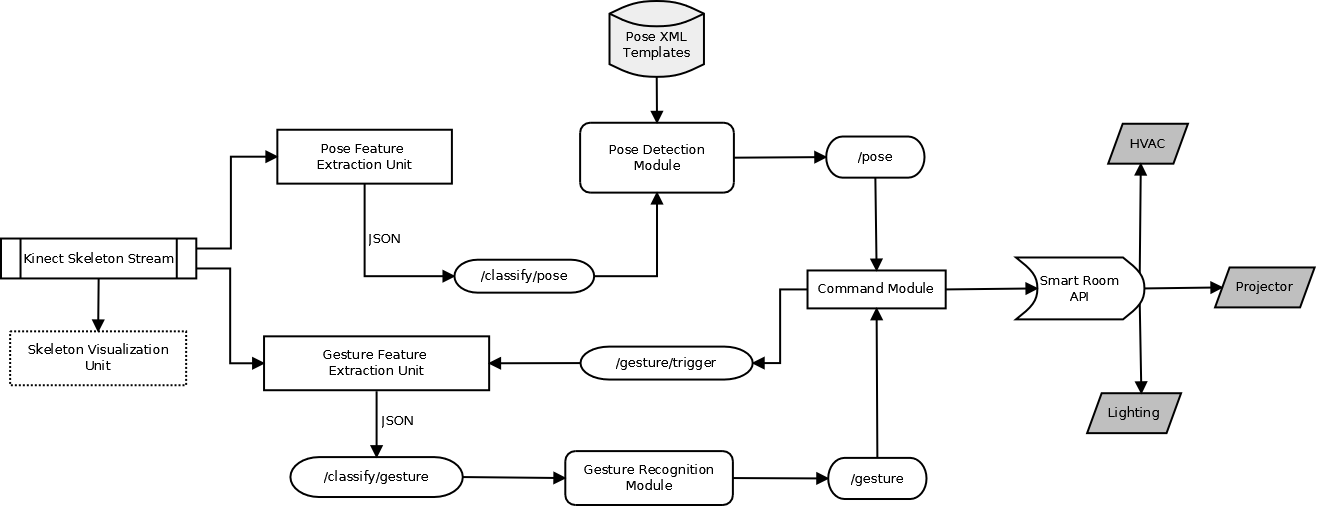 Pose XML
Templates
Pose Feature
Extraction Unit
Pose Detection
Module
/pose
HVAC
JSON
Kinect Skeleton Stream
/classify/pose
Command Module
Smart Room
API
Projector
Skeleton Visualization
Unit
Gesture Feature
Extraction Unit
/gesture/trigger
Lighting
JSON
/classify/gesture
Gesture Recognition
Module
/gesture